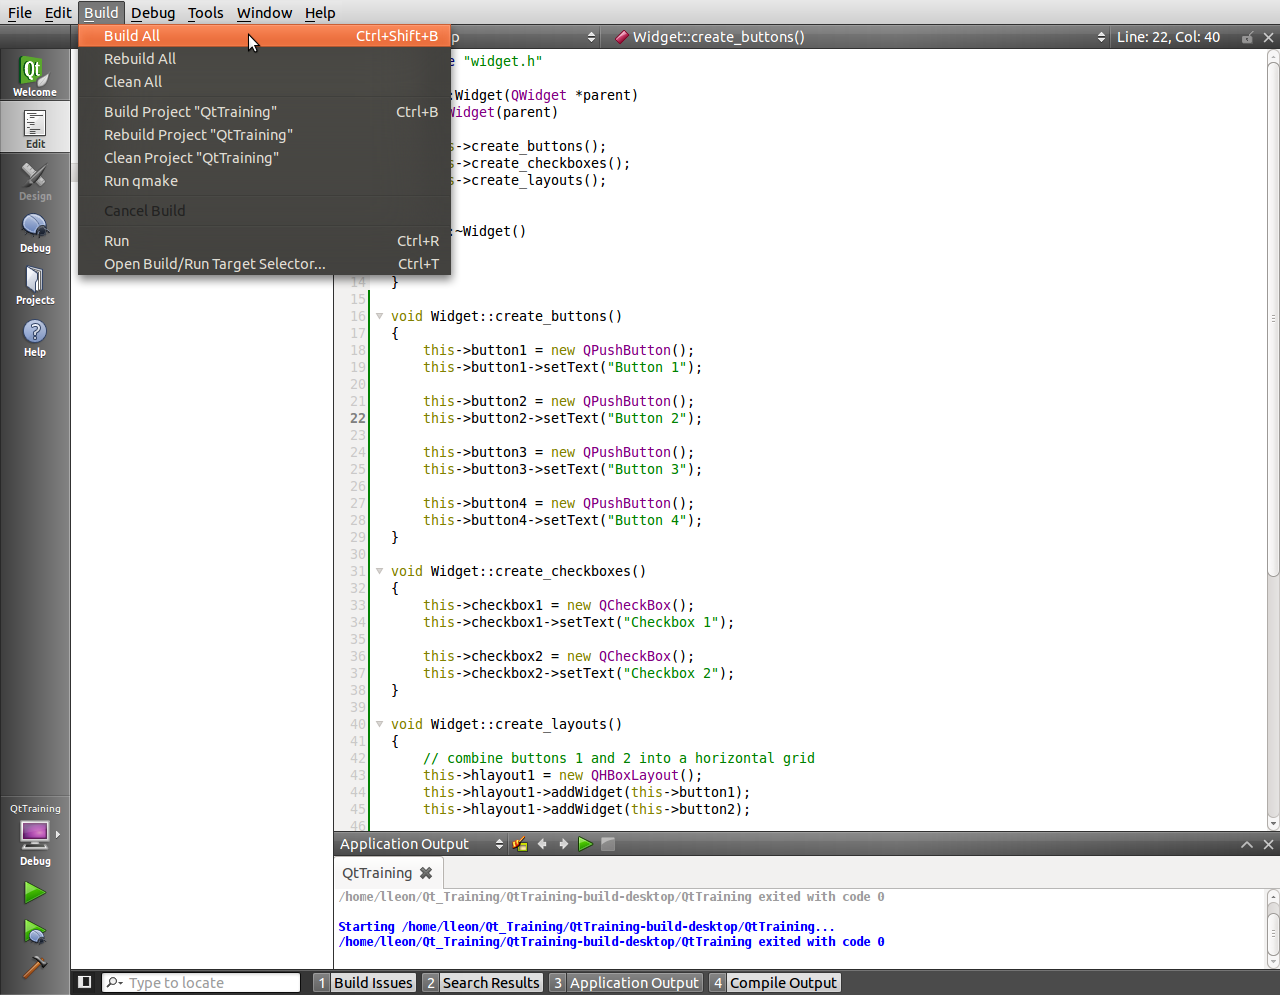 File Edit Build Debug Tools Window Help
Build All Ctrl+Shift+B
Rebuild All
Clean All
Build Project "QtTraining" Ctrl+B
Rebuild Project "QtTraining"
Clean Project "QtTraining"
Run qmake
Cancel Build
Run Ctrl+R
Open Build/Run Target Selector... Ctrl+T
p Widget::create_buttons() Line: 22, Col: 40
Qt
Welcome
Edit
Design
Debug
Projects
?
Help
e "widget.h"
:Widget(QWidget *parent)
Widget(parent)
s->create_buttons();
s->create_checkboxes();
s->create_layouts();
:~Widget()
14 }
15
16 void Widget::create_buttons()
17 {
18 this->button1 = new QPushButton();
19 this->button1->setText("Button 1");
20
21 this->button2 = new QPushButton();
22 this->button2->setText("Button 2");
23
24 this->button3 = new QPushButton();
25 this->button3->setText("Button 3");
26
27 this->button4 = new QPushButton();
28 this->button4->setText("Button 4");
29 }
30
31 void Widget::create_checkboxes()
32 {
33 this->checkbox1 = new QCheckBox();
34 this->checkbox1->setText("Checkbox 1");
35
36 this->checkbox2 = new QCheckBox();
37 this->checkbox2->setText("Checkbox 2");
38 }
39
40 void Widget::create_layouts()
41 {
42 // combine buttons 1 and 2 into a horizontal grid
43 this->hlayout1 = new QHBoxLayout();
44 this->hlayout1->addWidget(this->button1);
45 this->hlayout1->addWidget(this->button2);
46
QtTraining
Debug
Application Output
QtTraining
/home/lleon/Qt_Training/QtTraining-build-desktop/QtTraining exited with code 0
Starting /home/lleon/Qt_Training/QtTraining-build-desktop/QtTraining...
/home/lleon/Qt_Training/QtTraining-build-desktop/QtTraining exited with code 0
Type to locate 1 Build Issues 2 Search Results 3 Application Output 4 Compile Output